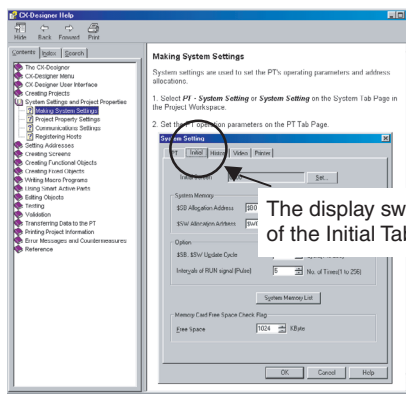 CX-Designer Help
Hide Back Forward Print
Contents Index Search
The CX-Designer
CX-Designer Menu
CX-Designer User Interface
Creating Projects
System Settings and Project Properties
Making System Settings
Project Property Settings
Communications Settings
Registering Hosts
Setting Addresses
Creating Screens
Creating Functional Objects
Creating Fixed Objects
Writing Macro Programs
Using Smart Active Parts
Editing Objects
Testing
Validation
Transferring Data to the PT
Printing Project Information
Error Messages and Countermeasures
Reference
Making System Settings
System settings are used to set the PT's operating parameters and address
allocations.
1. Select PT - System Setting or System Setting on the System Tab Page in
the Project Workspace.
2. Set the PT operation parameters on the PT Tab Page.
System Setting
PT Initial History Video Printer
Initial Screen Set...
System Memory
$SB Allocation Address
$SW Allocation Address
The display sw
of the Initial Tab
Option
$SB, $SW Update Cycle
Intervals of RUN signal (Pulse) 5 No. of Times(1 to 256)
System Memory List
Memory Card Free Space Check Flag
Free Space 1024 KByte
OK Cancel Help